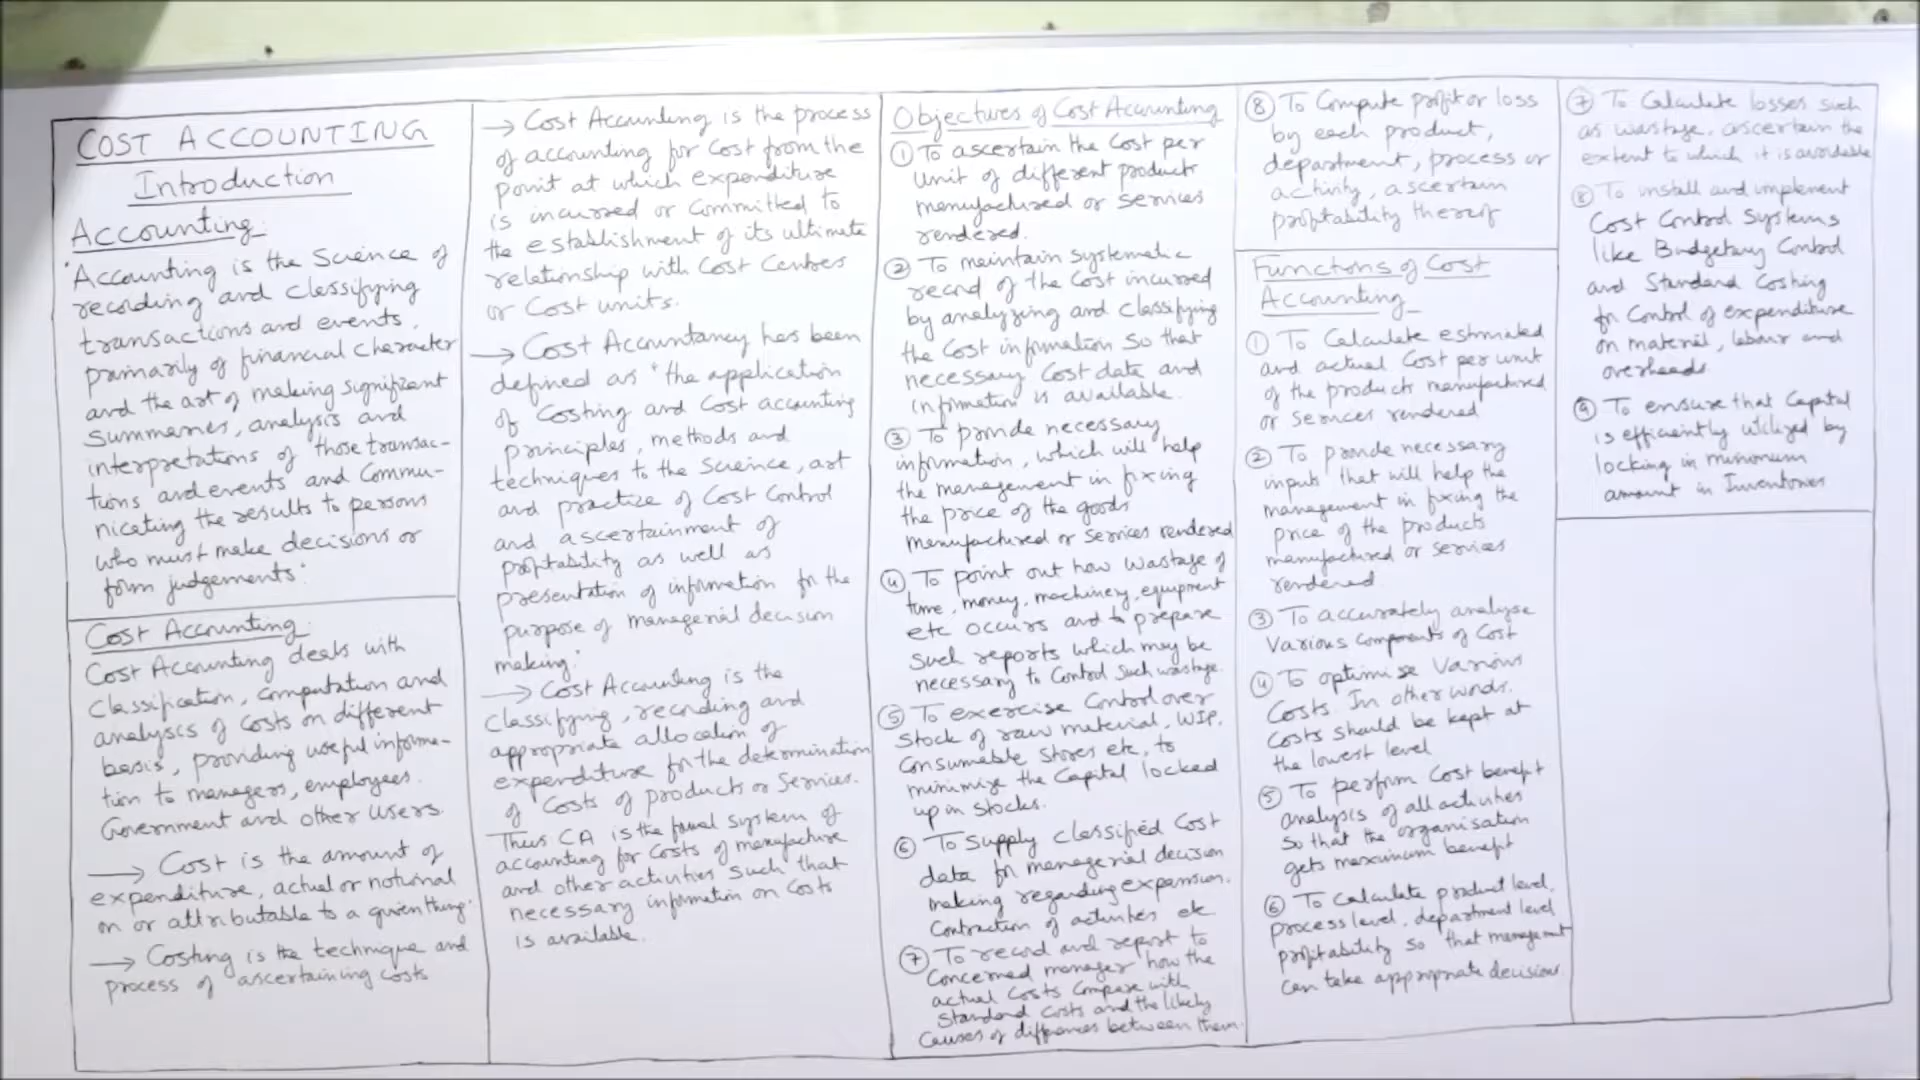 COST ACCOUNTING
Introduction
Accounting:
"Accounting is the Science of
recording and classifying
transactions and events,
primarily of financial character
and the art of making significant
Summaries, analysis and
interpretations of those transac-
tions and events and Commu-
nicating the results to persons
who must make decisions or
form judgements"
Cost Accounting:
Cost Accounting deals with
classification, computation and
analysis of Costs on different
basis, providing useful informa-
tion to managers, employees.
Government and other users.
→ Cost is the amount of
expenditure, actual or notional
on or attributable to a given thing.
→ Costing is the technique and
process of ascertaining costs
→ Cost Accounting is the process
of accounting for Cost from the
point at which expenditure
is incurred or Committed to
the establishment of its ultimate
relationship with Cost Centres
or Cost units.
→ Cost Accountancy has been
defined as "the application
of Costing and Cost accounting
principles, methods and
techniques to the Science, art
and practice of Cost Control
and ascertainment of
profitability as well as
presentation of information for the
purpose of managerial decision
making."
→ Cost Accounting is the
classifying, recording and
appropriate allocation of
expenditure for the determination
of Costs of products or Services.
Thus CA is the formal system of
accounting for Costs of manufacture
and other activities such that
necessary information on Costs
is available.
Objectives of Cost Accounting
① To ascertain the Cost per
Unit of different product
manufactured or Services
rendered.
② To maintain systematic
record of the Cost incurred
by analyzing and classifying
the Cost information so that
necessary Cost data and
information is available.
③ To provide necessary
information, which will help
the management in fixing
the price of the goods
manufactured or Services rendered
④ To point out how wastage of
time, money, machinery, equipment
etc occurs and to prepare
such reports which may be
necessary to Control such wastage.
⑤ To exercise Control over
Stock of raw material, WIP,
Consumable Stores etc, to
minimize the Capital locked
up in stocks.
⑥ To supply classified Cost
data for managerial decision
making regarding expansion,
Contraction of activities etc
⑦ To record and report to
Concerned manager how the
actual Costs Compare with
Standard Costs and the likely
Causes of differences between them.
⑧ To Compute profit or loss
by each product,
department, process or
activity, ascertain
profitability thereof
Functions of Cost
Accounting
① To Calculate estimated
and actual Cost per unit
of the products manufactured
or services rendered
② To provide necessary
inputs that will help the
management in fixing the
price of the products
manufactured or services
rendered
③ To accurately analyse
Various components of Cost
④ To optimise Various
Costs. In other words.
Costs should be kept at
the lowest level
⑤ To perform Cost benefit
analysis of all activities
so that the organisation
gets maximum benefit
⑥ To Calculate product level,
process level, department level
profitability so that management
can take appropriate decision
⑦ To Calculate losses such
as wastage, ascertain the
extent to which it is avoidable
⑧ To install and implement
Cost Control Systems
like Budgetary Control
and Standard Costing
for Control of expenditure
on material, labour and
overheads.
⑨ To ensure that Capital
is efficiently utilized by
locking in minimum
amount in Inventories